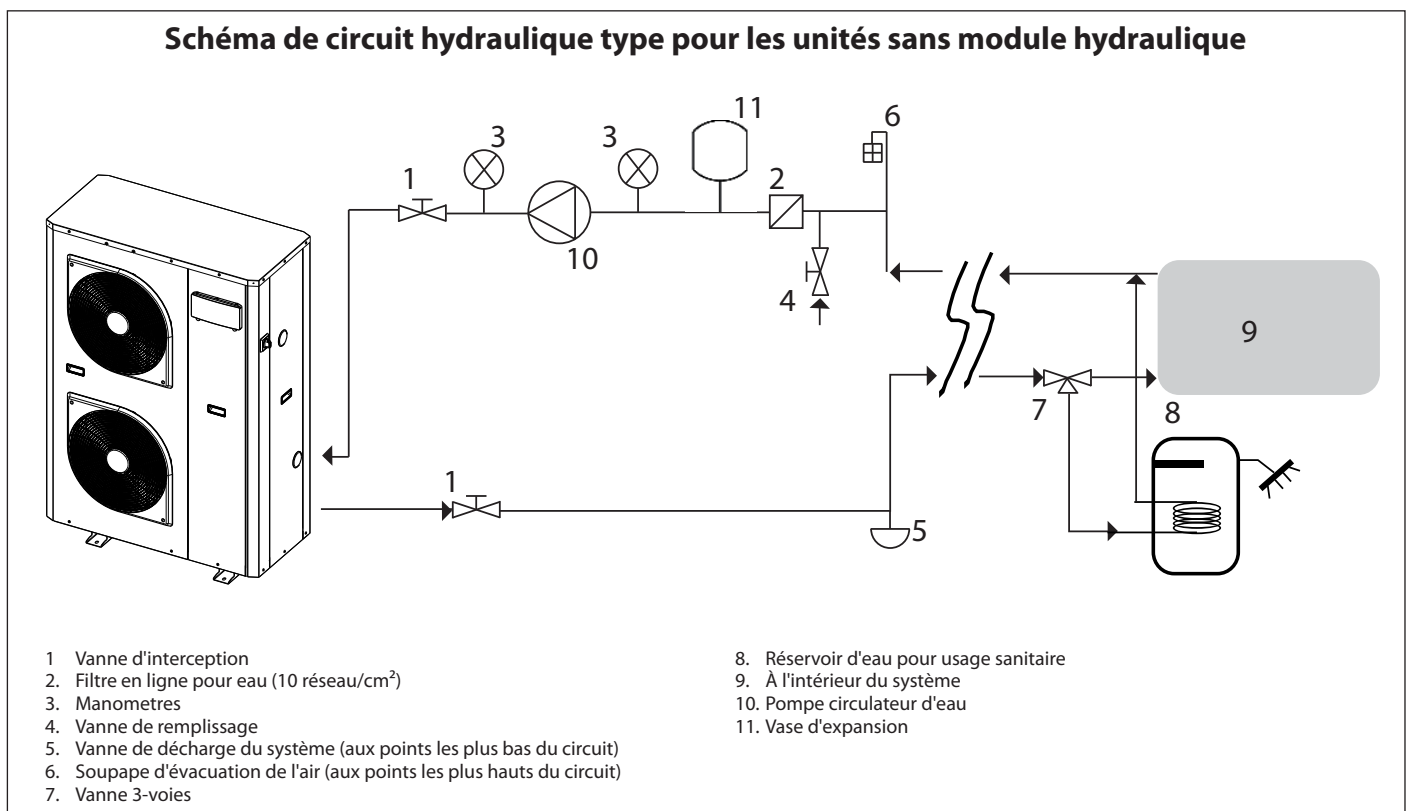 Schéma de circuit hydraulique type pour les unités sans module hydraulique
11
6
3
3
1
2
10
4
9
7
8
1
5
1 Vanne d'interception
2. Filtre en ligne pour eau (10 réseau/cm²)
3. Manometres
4. Vanne de remplissage
5. Vanne de décharge du système (aux points les plus bas du circuit)
6. Soupape d'évacuation de l'air (aux points les plus hauts du circuit)
7. Vanne 3-voies
8. Réservoir d'eau pour usage sanitaire
9. À l'intérieur du système
10. Pompe circulateur d'eau
11. Vase d'expansion